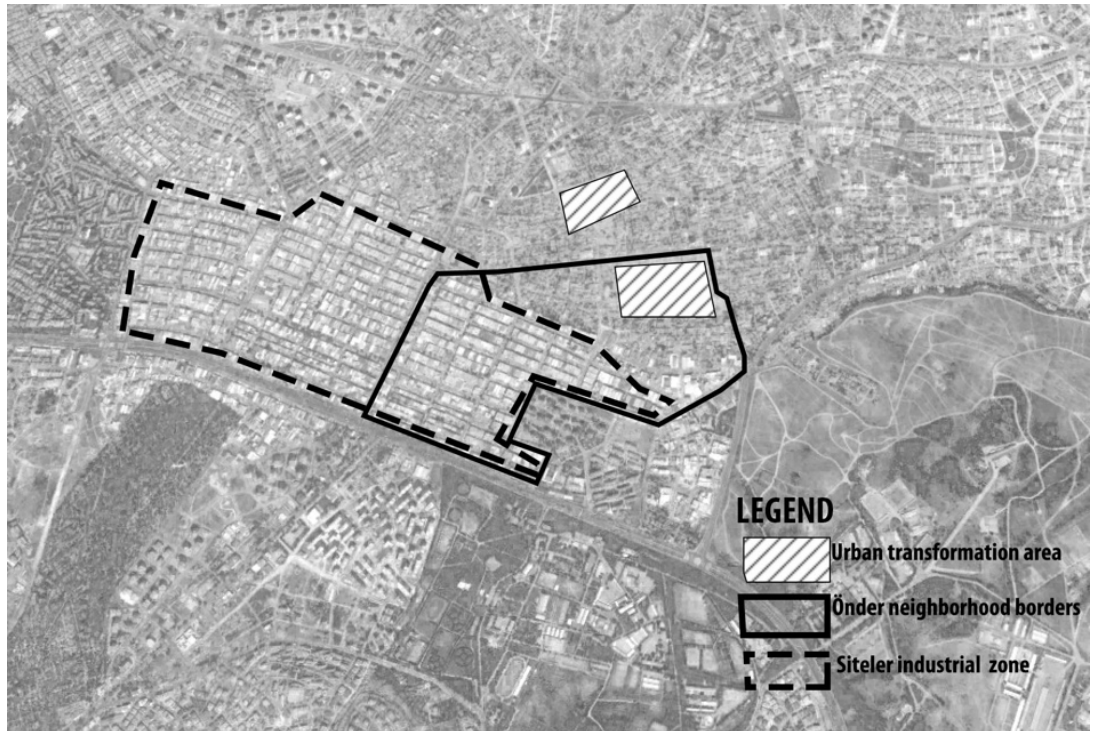 LEGEND
Urban transformation area
Önder neighborhood borders
Siteler industrial zone